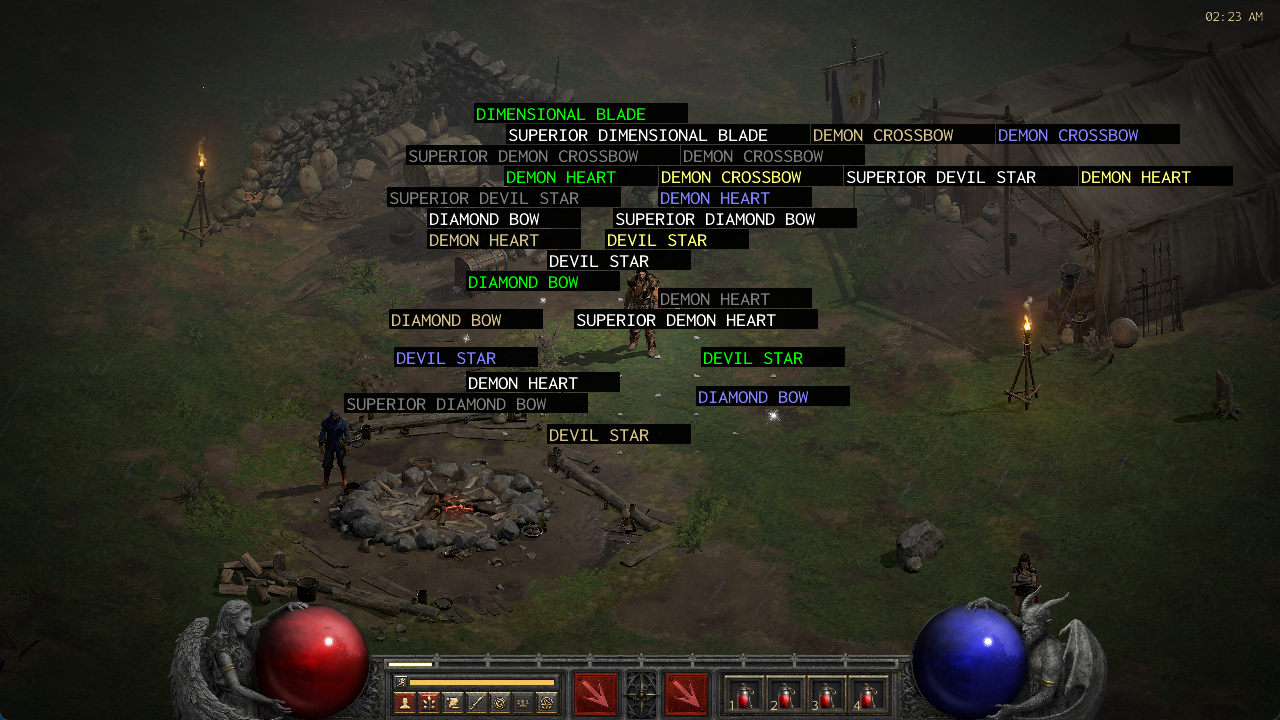 02:23 AM
DIMENSIONAL BLADE
SUPERIOR DIMENSIONAL BLADE DEMON CROSSBOW DEMON CROSSBOW
SUPERIOR DEMON CROSSBOW DEMON CROSSBOW
DEMON HEART DEMON CROSSBOW SUPERIOR DEVIL STAR DEMON HEART
SUPERIOR DEVIL STAR DEMON HEART
DIAMOND BOW SUPERIOR DIAMOND BOW
DEMON HEART DEVIL STAR
DEVIL STAR
DIAMOND BOW
DEMON HEART
DIAMOND BOW SUPERIOR DEMON HEART
DEVIL STAR DEVIL STAR
DEMON HEART
DIAMOND BOW
SUPERIOR DIAMOND BOW
DEVIL STAR
1 2 3 4